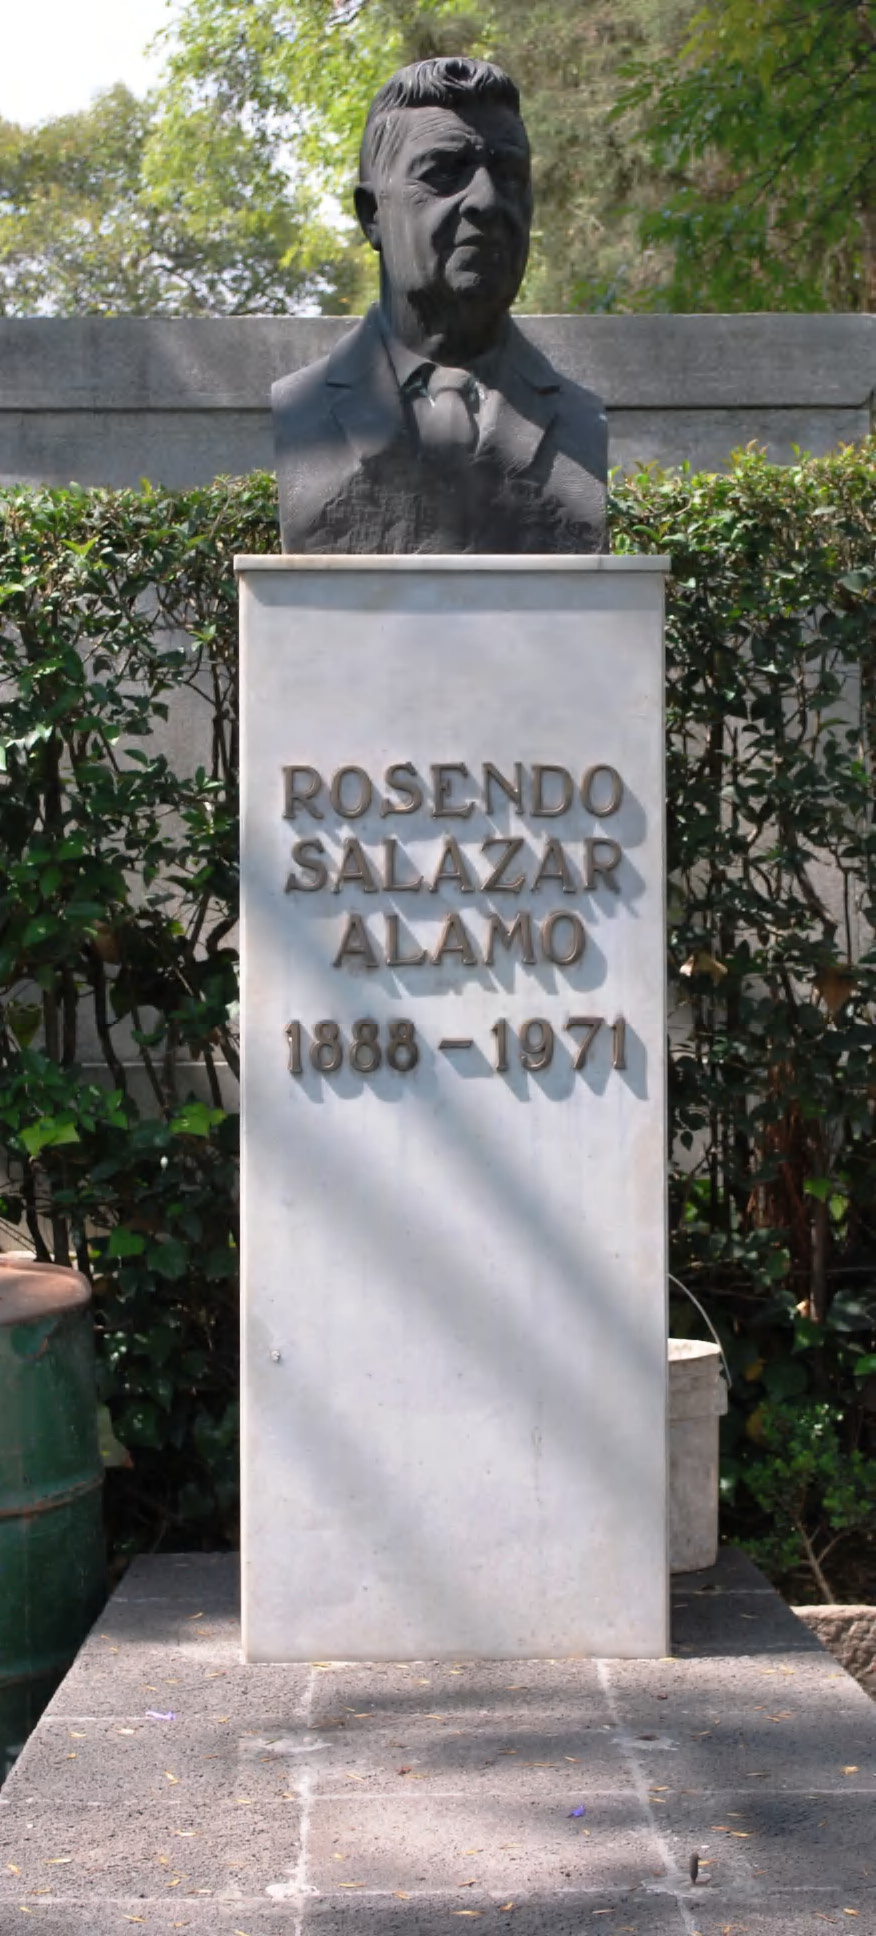 ROSENDO
SALAZAR
ALAMO
1888-1971